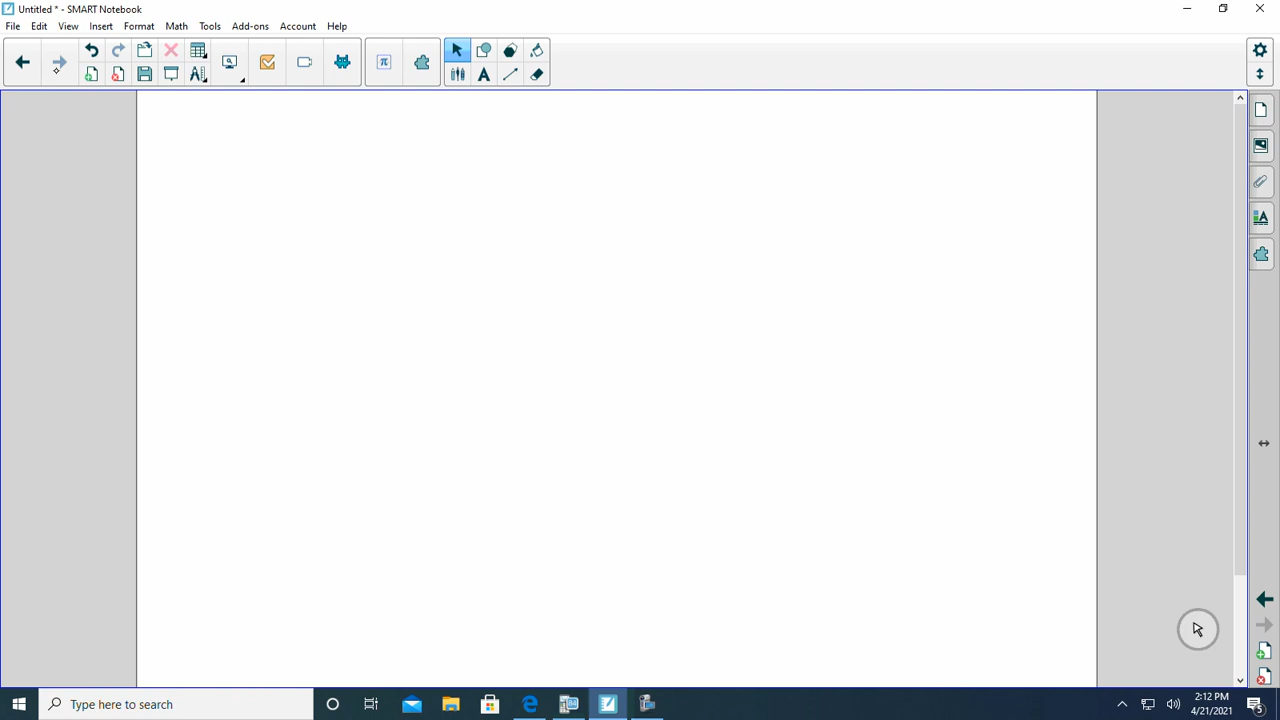 Untitled * - SMART Notebook
File Edit View Insert Format Math Tools Add-ons Account Help
π
A
A
Type here to search
2:12 PM
4/21/2021
5